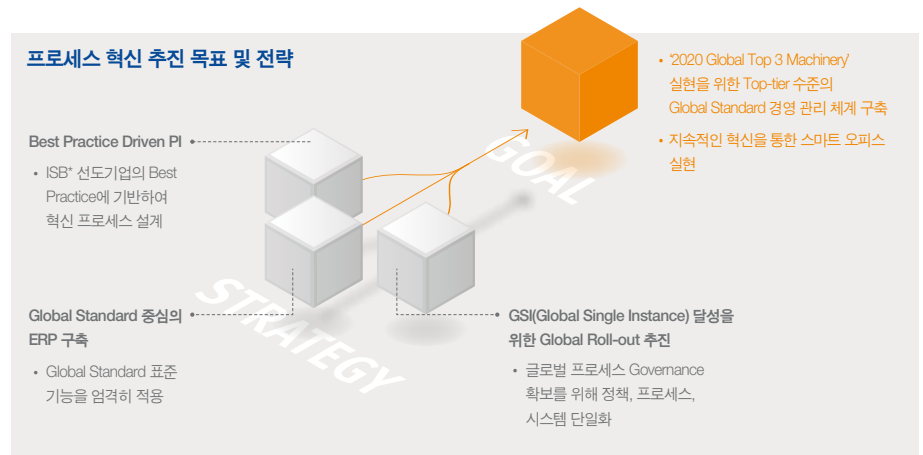 프로세스 혁신 추진 목표 및 전략
• '2020 Global Top 3 Machinery'
실현을 위한 Top-tier 수준의
Global Standard 경영 관리 체계 구축
• 지속적인 혁신을 통한 스마트 오피스
실현
GOAL
Best Practice Driven PI
• ISB* 선도기업의 Best
Practice에 기반하여
혁신 프로세스 설계
STRATEGY
Global Standard 중심의
ERP 구축
• Global Standard 표준
기능을 엄격히 적용
GSI(Global Single Instance) 달성을
위한 Global Roll-out 추진
• 글로벌 프로세스 Governance
확보를 위해 정책, 프로세스,
시스템 단일화